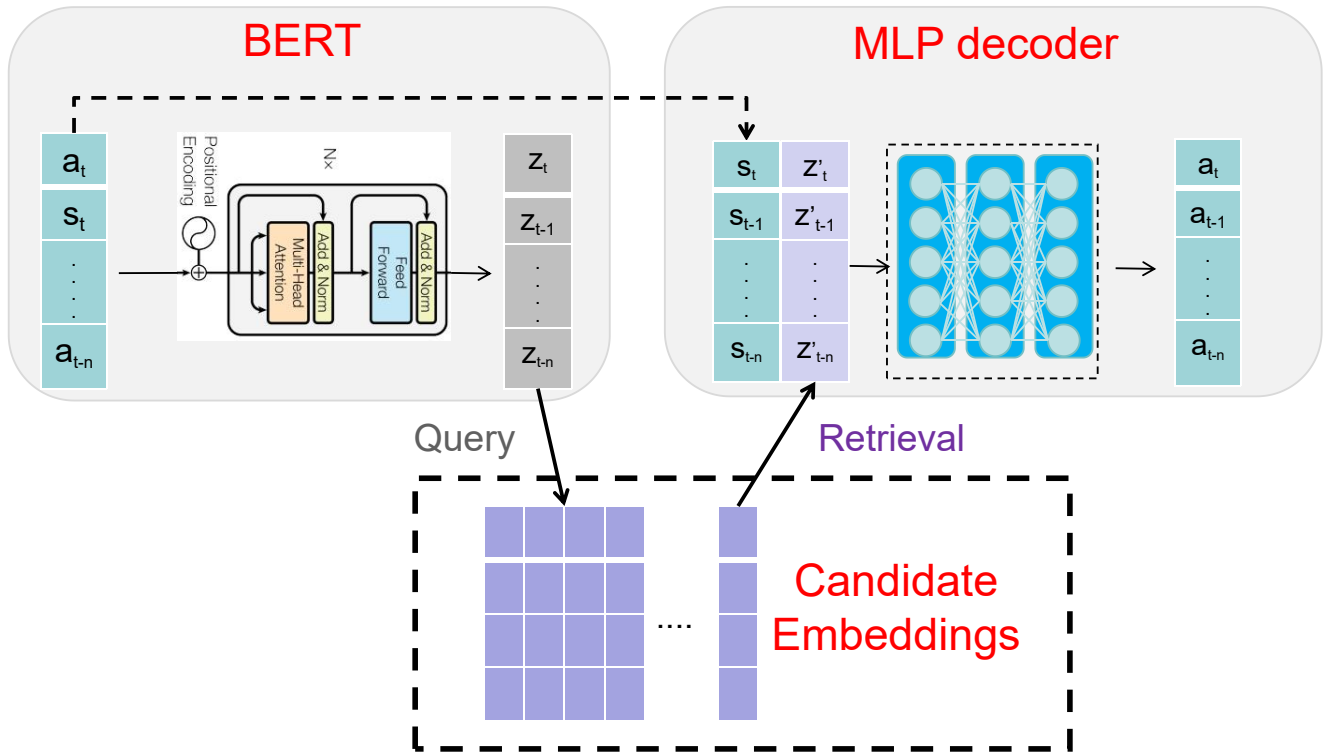 BERT
MLP decoder
a_t
s_t
.
.
.
.
a_t-n
Positional
Encoding
N×
Multi-Head
Attention
Add & Norm
Feed
Forward
Add & Norm
z_t
z_t-1
.
.
.
.
z_t-n
s_t z'_t
s_t-1 z'_t-1
. .
. .
. .
. .
s_t-n z'_t-n
a_t
a_t-1
.
.
.
.
a_t-n
Query
Retrieval
....
Candidate
Embeddings